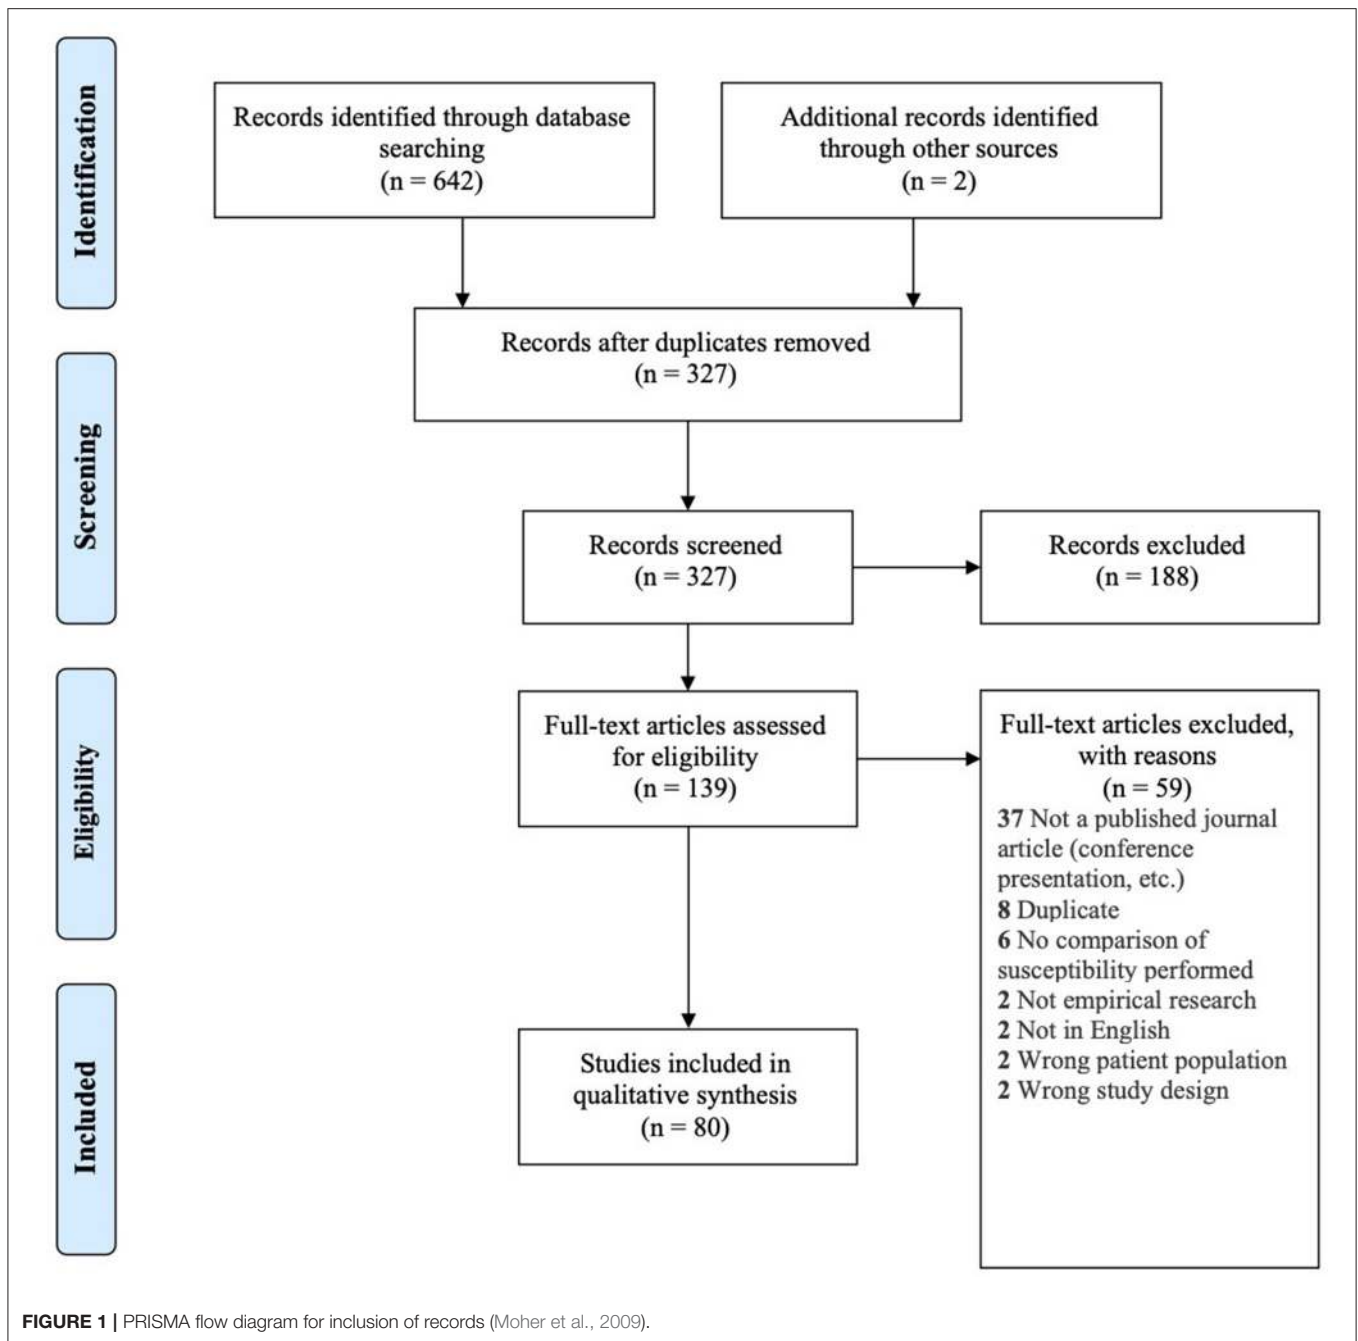 Identification
Records identified through database
searching
(n = 642)
Additional records identified
through other sources
(n = 2)
Records after duplicates removed
(n = 327)
Screening
Records screened
(n = 327)
Records excluded
(n = 188)
Eligibility
Full-text articles assessed
for eligibility
(n = 139)
Full-text articles excluded,
with reasons
(n = 59)
37 Not a published journal
article (conference
presentation, etc.)
8 Duplicate
6 No comparison of
susceptibility performed
2 Not empirical research
2 Not in English
2 Wrong patient population
2 Wrong study design
Included
Studies included in
qualitative synthesis
(n = 80)
FIGURE 1 | PRISMA flow diagram for inclusion of records (Moher et al., 2009).